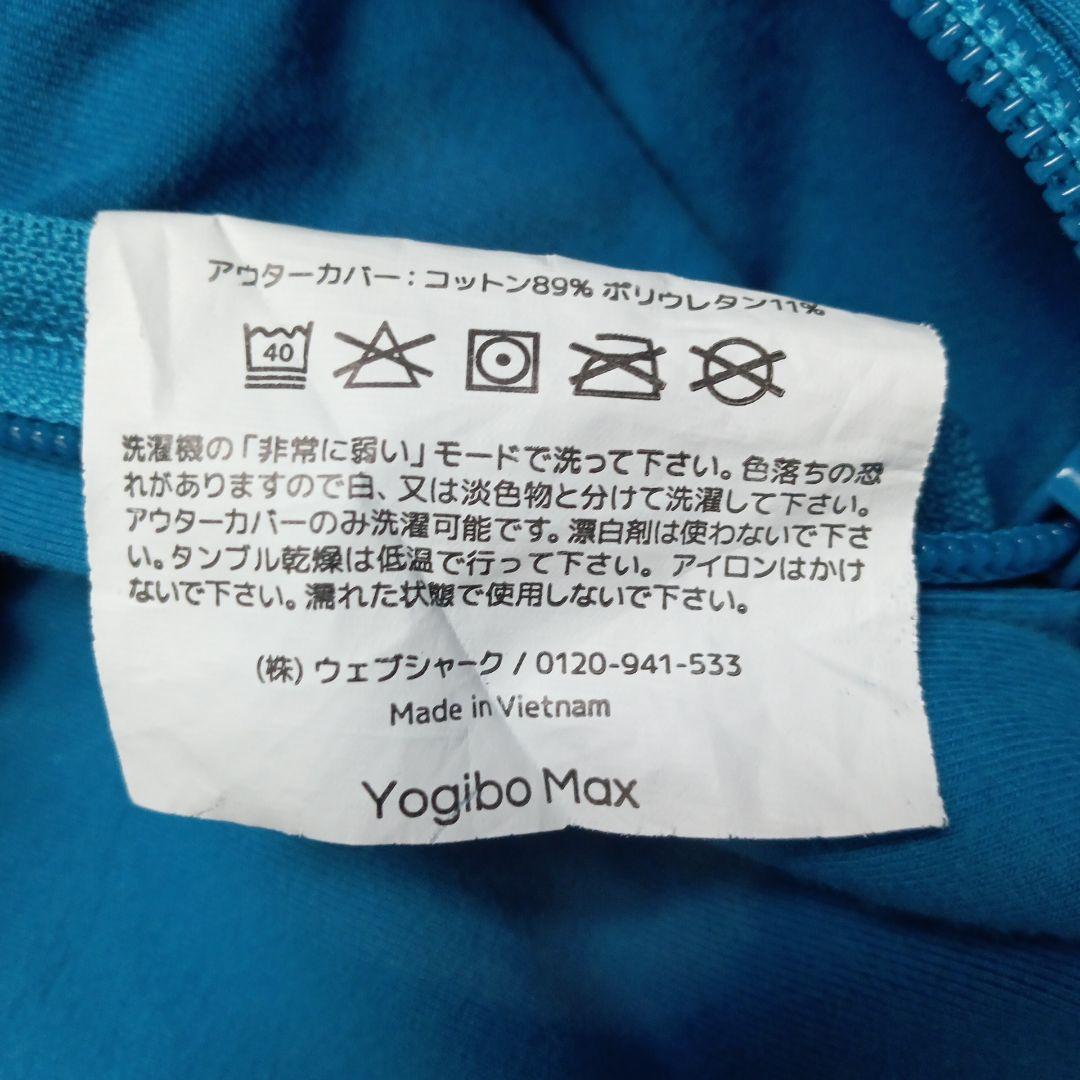 アウターカバー：コットン89% ポリウレタン11%
40
洗濯機の「非常に弱い」モードで洗って下さい。色落ちの恐
れがありますので白、又は淡色物と分けて洗濯して下さい。
アウターカバーのみ洗濯可能です。漂白剤は使わないで下さ
い。タンブル乾燥は低温で行って下さい。 アイロンはかけ
ないで下さい。濡れた状態で使用しないで下さい。
(株) ウェブシャーク / 0120-941-533
Made in Vietnam
Yogibo Max